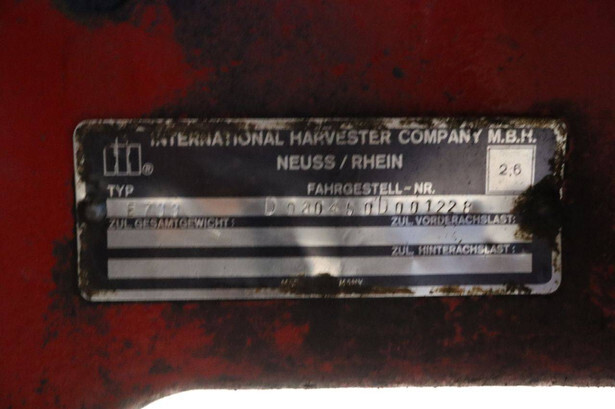 INTERNATIONAL HARVESTER COMPANY M.B.H.
NEUSS / RHEIN
2,6
TYP FAHRGESTELL-NR.
ZUL. GESAMTGEWICHT: ZUL. VORDERACHSLAST:
ZUL. HINTERACHSLAST: